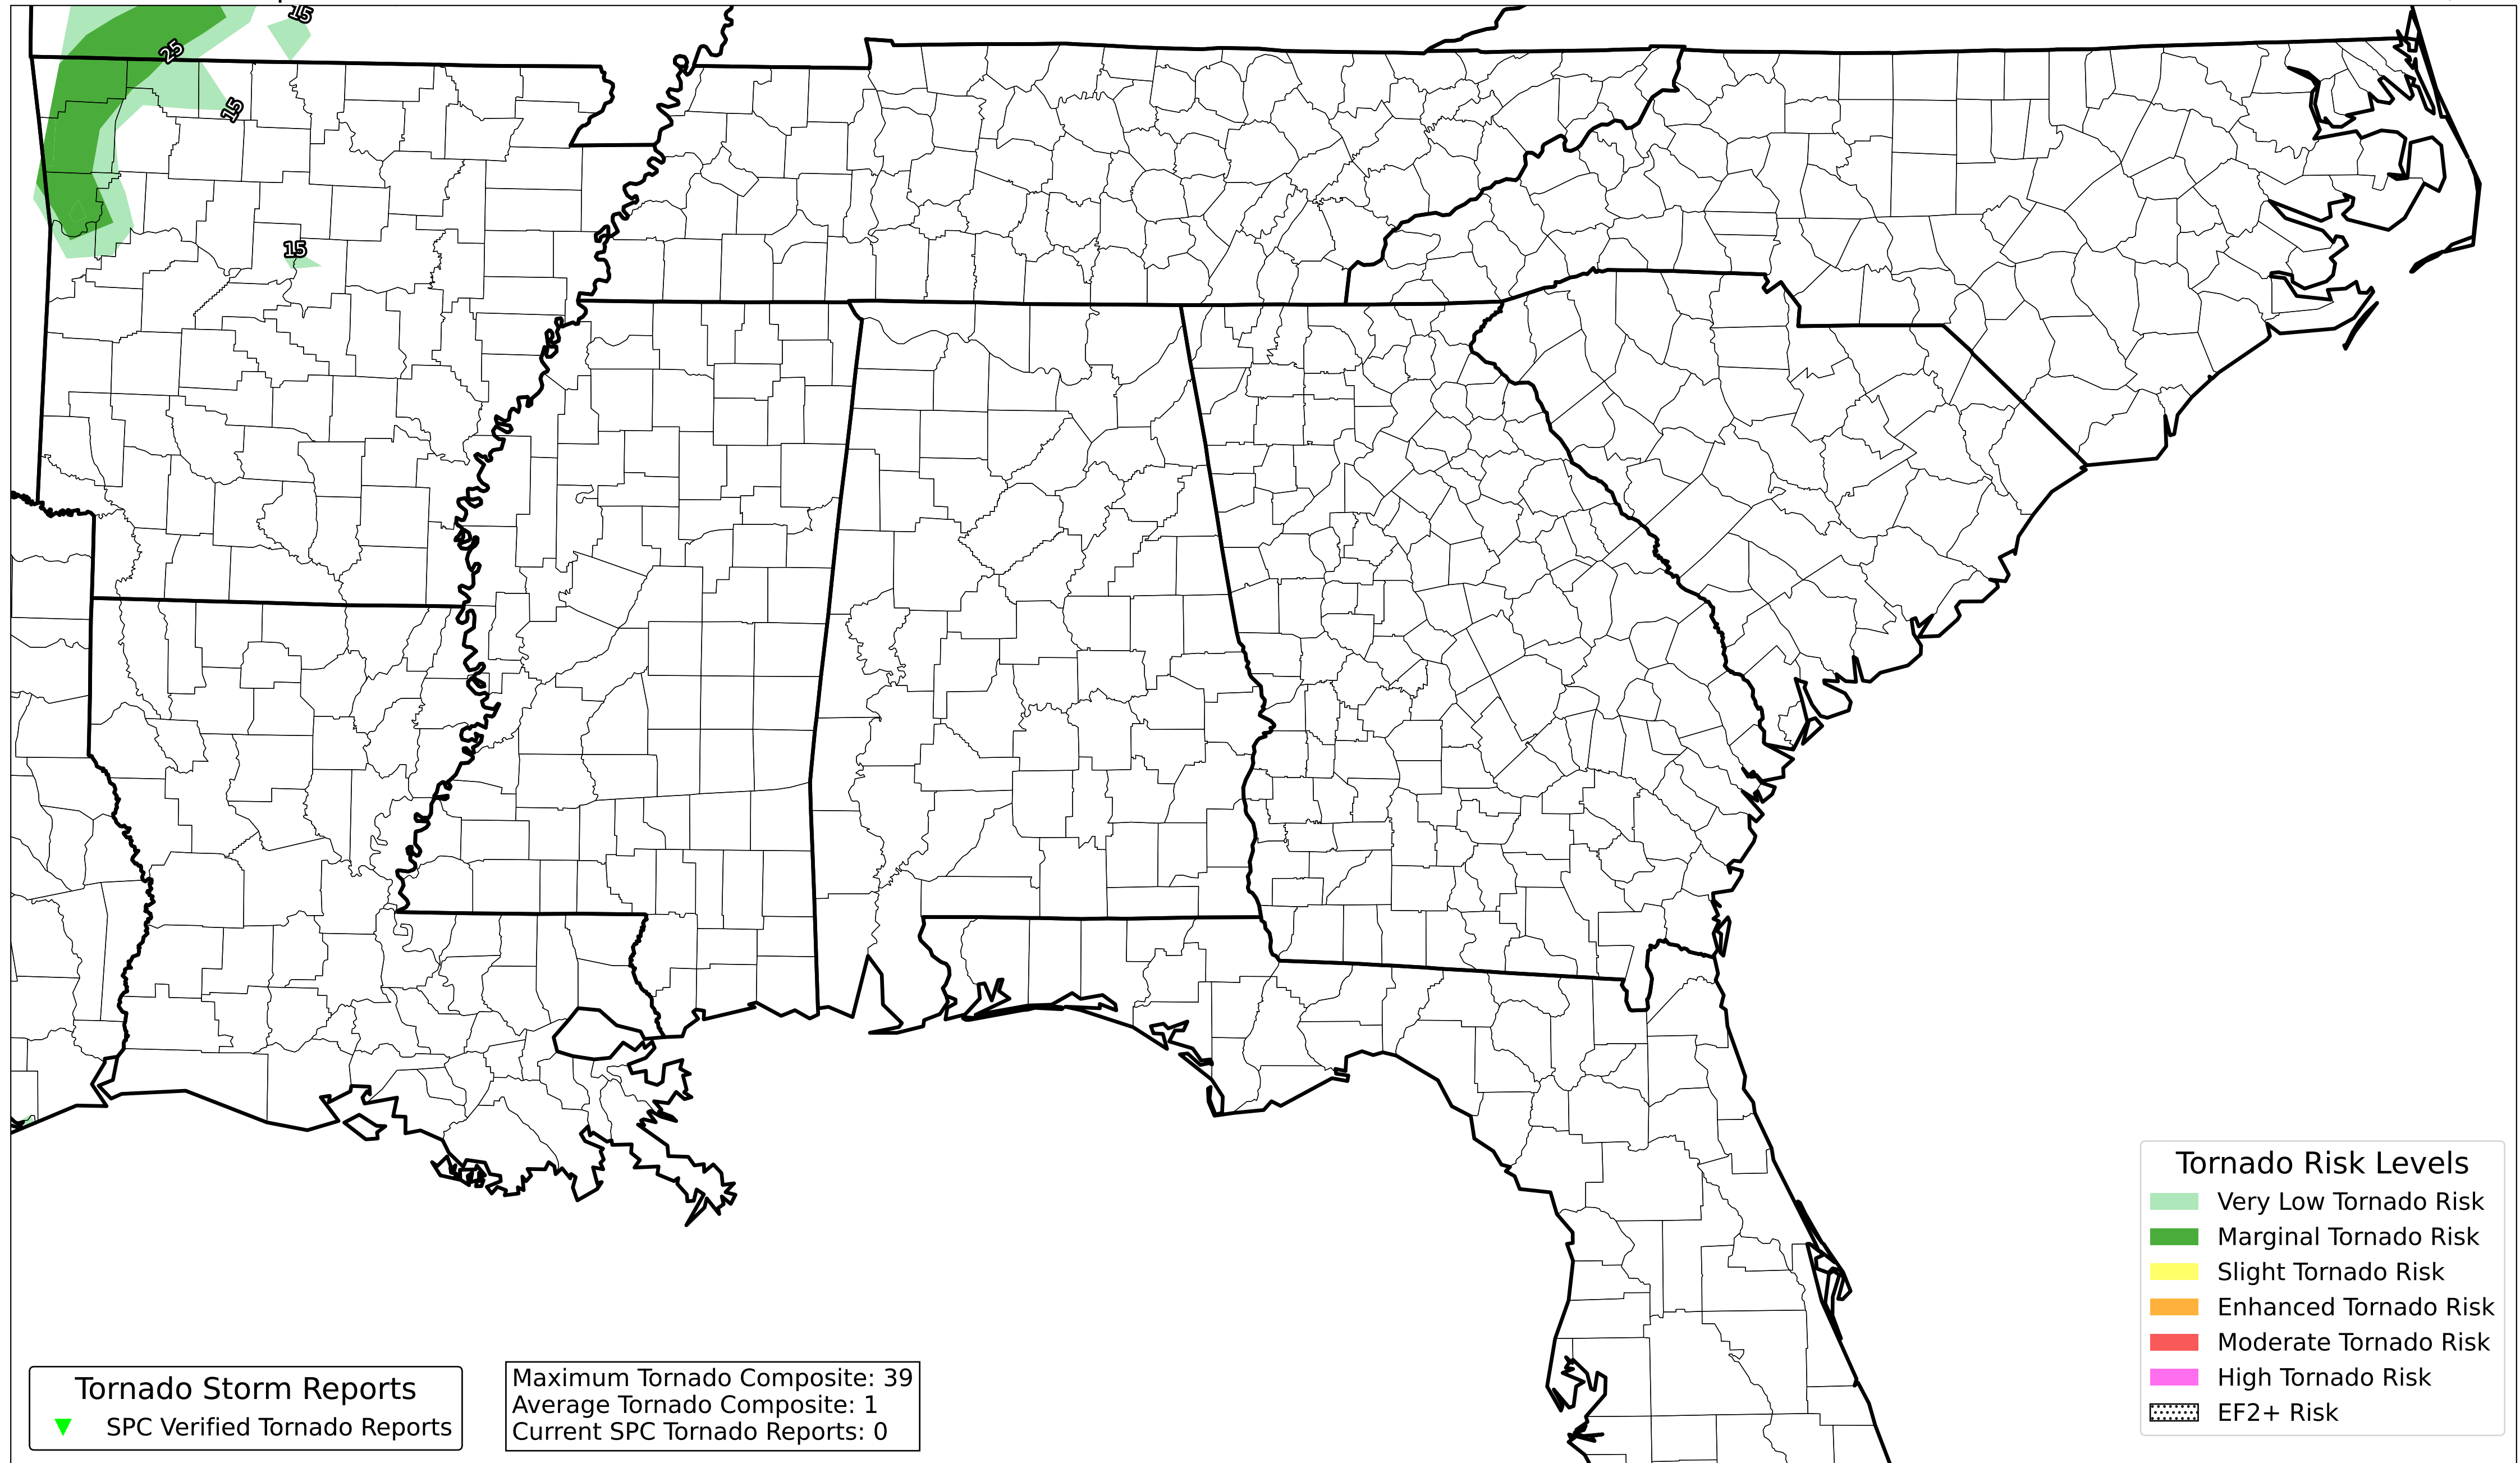 15
25
15
15
Tornado Risk Levels
Very Low Tornado Risk
Marginal Tornado Risk
Slight Tornado Risk
Enhanced Tornado Risk
Moderate Tornado Risk
High Tornado Risk
EF2+ Risk
Tornado Storm Reports
SPC Verified Tornado Reports
Maximum Tornado Composite: 39
Average Tornado Composite: 1
Current SPC Tornado Reports: 0